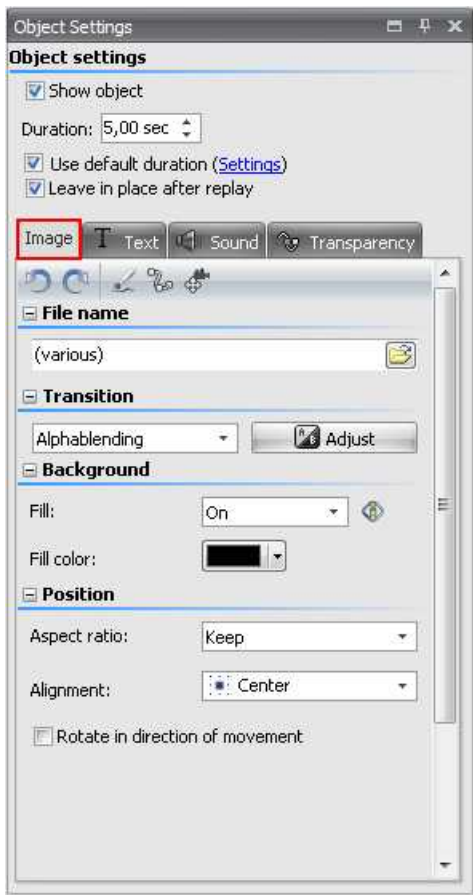 Object Settings
Object settings
Show object
Duration: 5,00 sec
Use default duration (Settings)
Leave in place after replay
Image T Text Sound Transparency
File name
(various)
Transition
Alphablending Adjust
Background
Fill: On
Fill color:
Position
Aspect ratio: Keep
Alignment: Center
Rotate in direction of movement